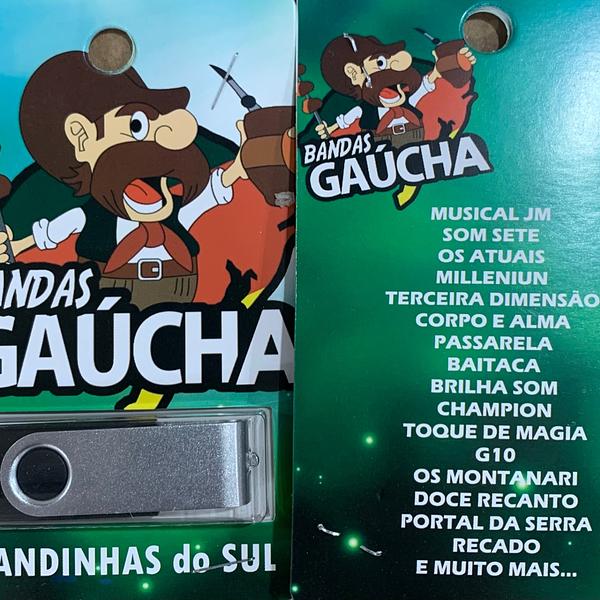 ANDAS
GAÚCHA
ANDINHAS do SUL
BANDAS
GAÚCHA
MUSICAL JM
SOM SETE
OS ATUAIS
MILLENIUN
TERCEIRA DIMENSÃO
CORPO E ALMA
PASSARELA
BAITACA
BRILHA SOM
CHAMPION
TOQUE DE MAGIA
G10
OS MONTANARI
DOCE RECANTO
PORTAL DA SERRA
RECADO
E MUITO MAIS...